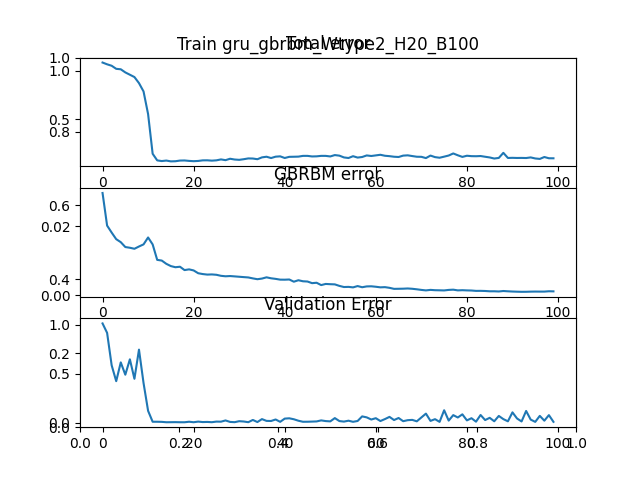 Train gru_gbrbm_Wtype2_H20_B100
Total error
1.0
1.0
0.5
0.8
0 20 40 60 80 100
GBRBM error
0.6
0.02
0.4
0.00
0 20 40 60 80 100
Validation Error
1.0
0.2
0.5
0.0
0.0
0 20 40 60 80 100
0.0 0.2 0.4 0.6 0.8 1.0